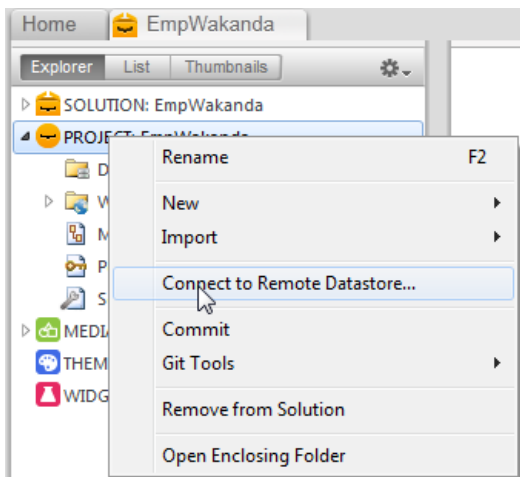 Home
EmpWakanda
Explorer List Thumbnails
SOLUTION: EmpWakanda
PROJECT: EmpWakanda
Rename F2
D
New
W
Import
M
P
Connect to Remote Datastore...
S
Commit
MEDI
Git Tools
THEM
WIDG
Remove from Solution
Open Enclosing Folder